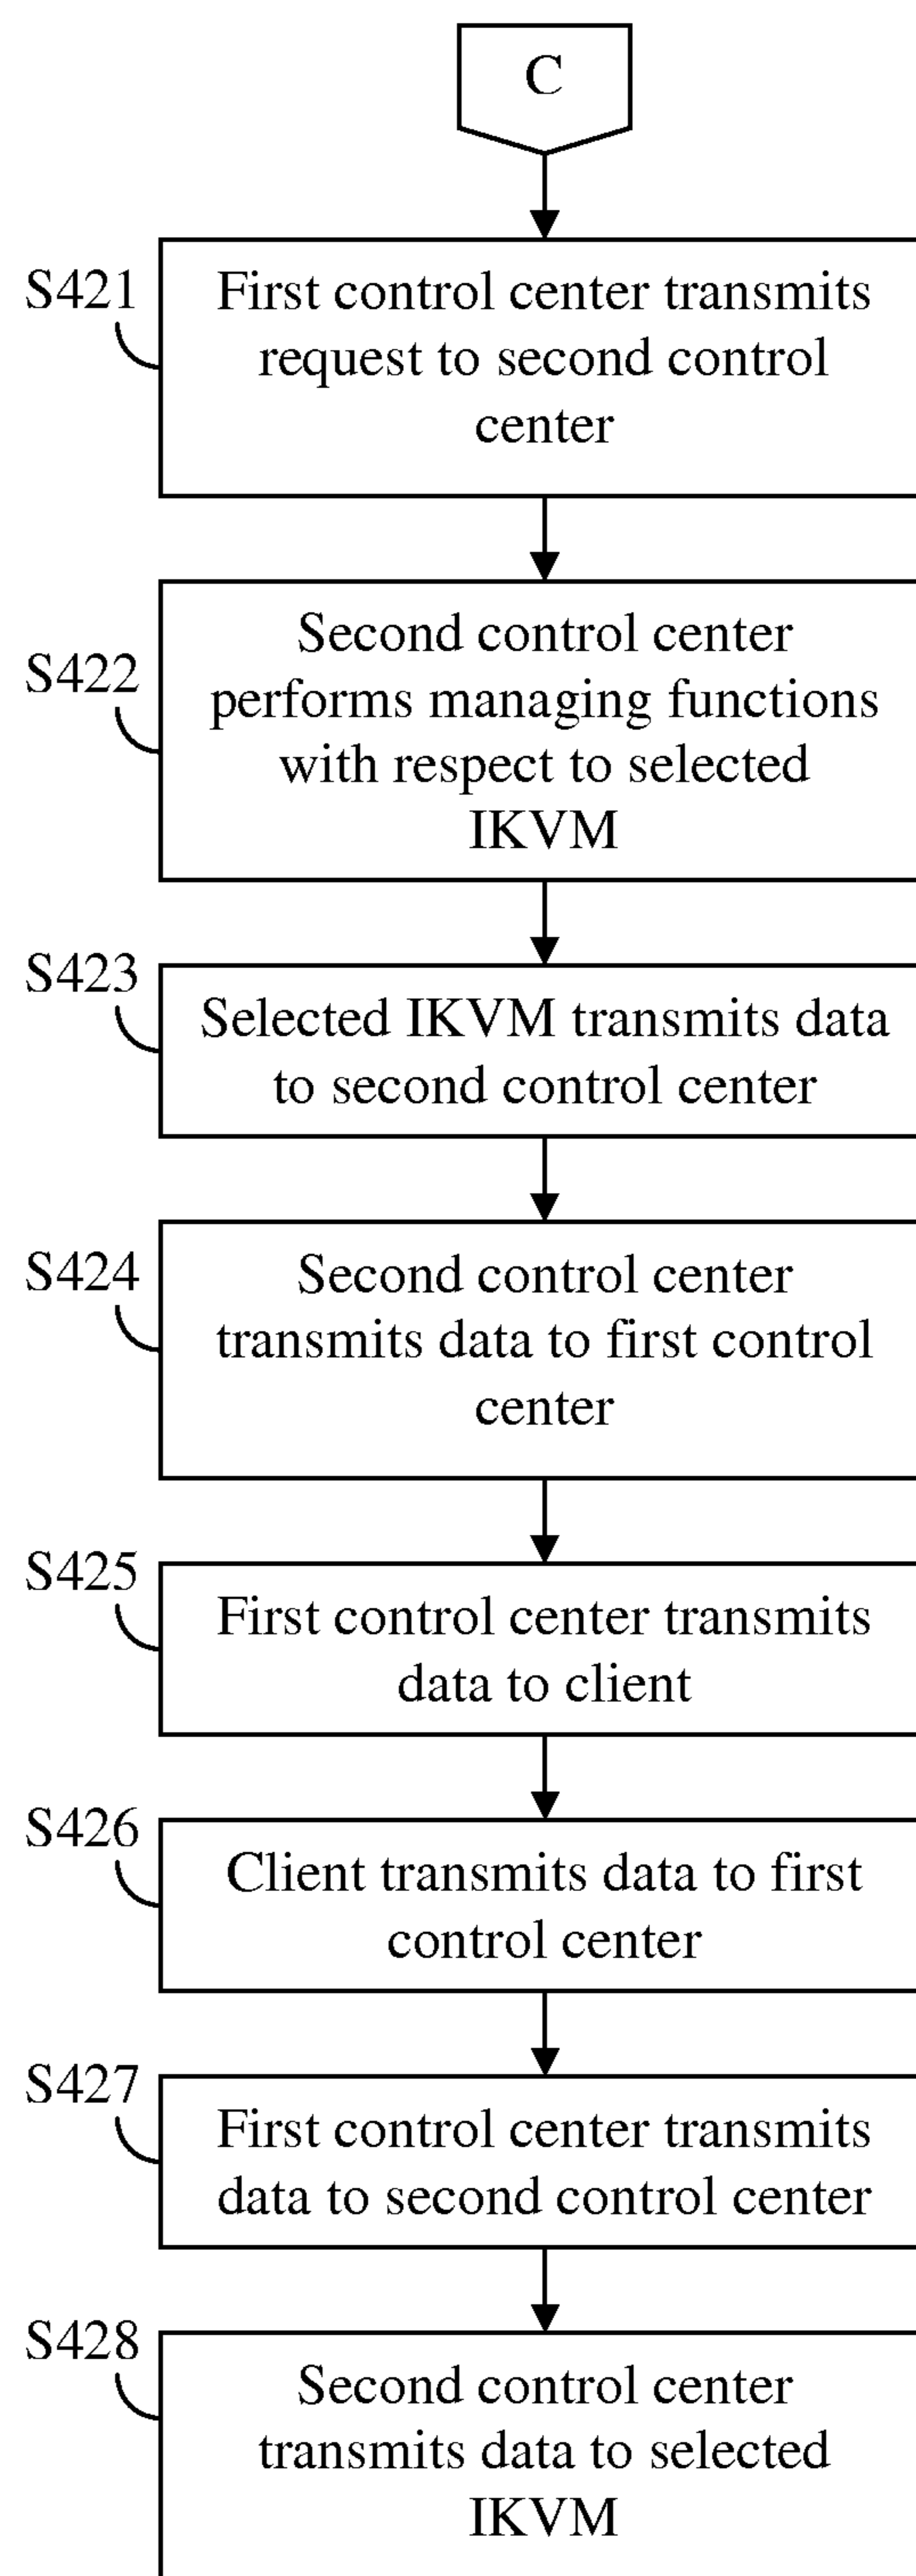 C
S421
First control center transmits
request to second control
center
S422
Second control center
performs managing functions
with respect to selected
IKVM
S423
Selected IKVM transmits data
to second control center
S424
Second control center
transmits data to first control
center
S425
First control center transmits
data to client
S426
Client transmits data to first
control center
S427
First control center transmits
data to second control center
S428
Second control center
transmits data to selected
IKVM